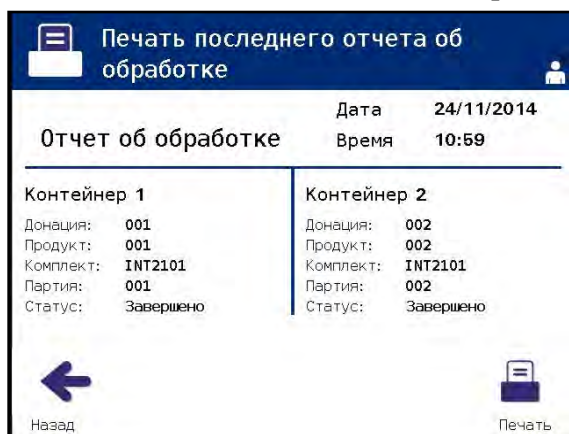 Печать последнего отчета об
обработке
Отчет об обработке
Дата 24/11/2014
Время 10:59
Контейнер 1
Донация: 001
Продукт: 001
Комплект: INT2101
Партия: 001
Статус: Завершено
Контейнер 2
Донация: 002
Продукт: 002
Комплект: INT2101
Партия: 002
Статус: Завершено
Назад
Печать